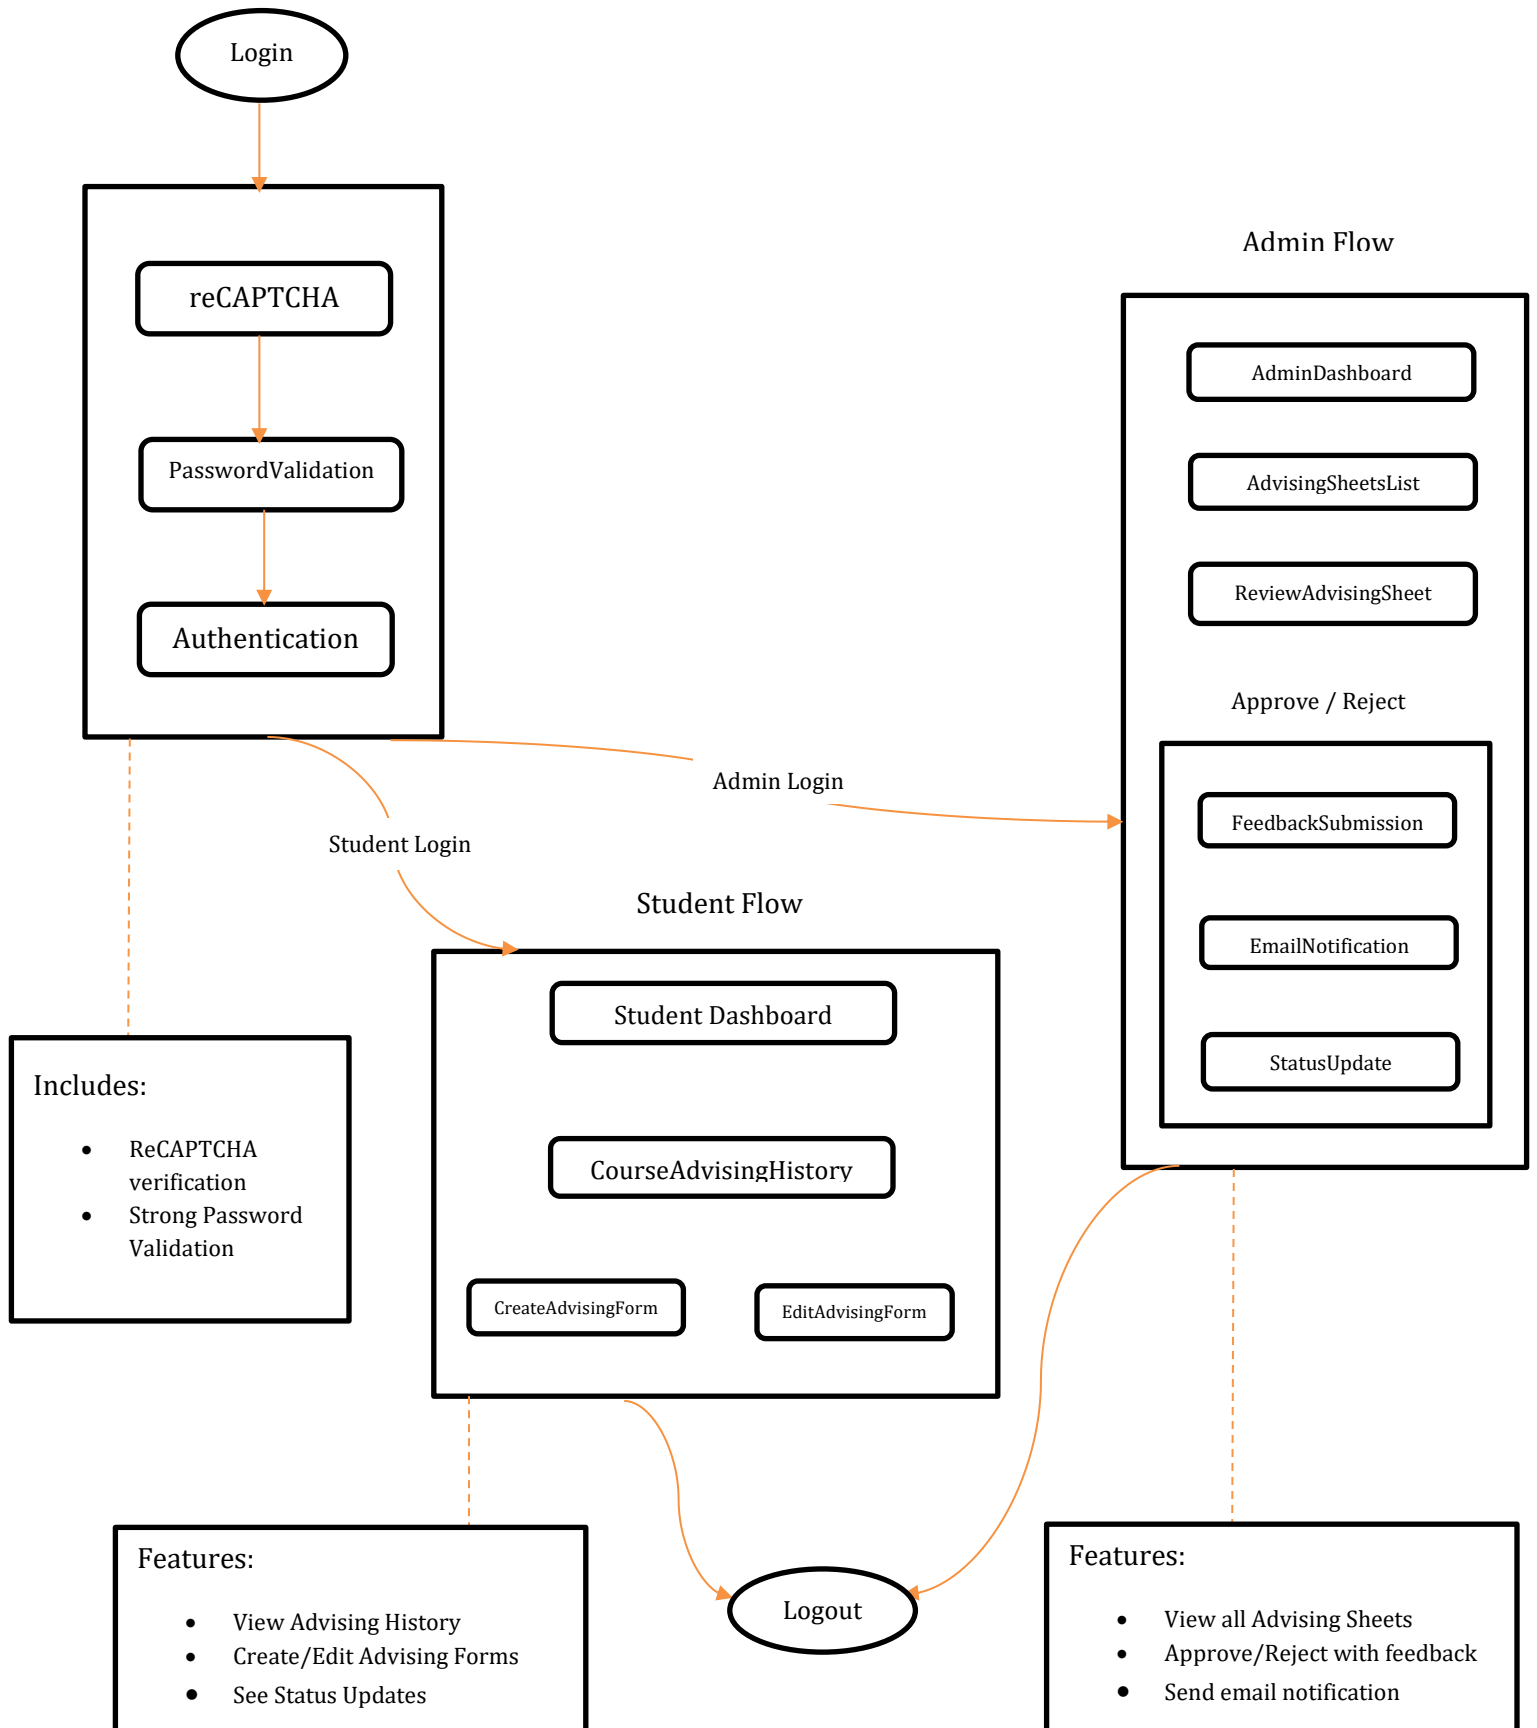 Login
reCAPTCHA
PasswordValidation
Authentication
Admin Flow
AdminDashboard
AdvisingSheetsList
ReviewAdvisingSheet
Approve / Reject
FeedbackSubmission
EmailNotification
StatusUpdate
Admin Login
Student Login
Student Flow
Student Dashboard
CourseAdvisingHistory
CreateAdvisingForm
EditAdvisingForm
Includes:
• ReCAPTCHA
verification
• Strong Password
Validation
Features:
• View Advising History
• Create/Edit Advising Forms
• See Status Updates
Logout
Features:
• View all Advising Sheets
• Approve/Reject with feedback
• Send email notification